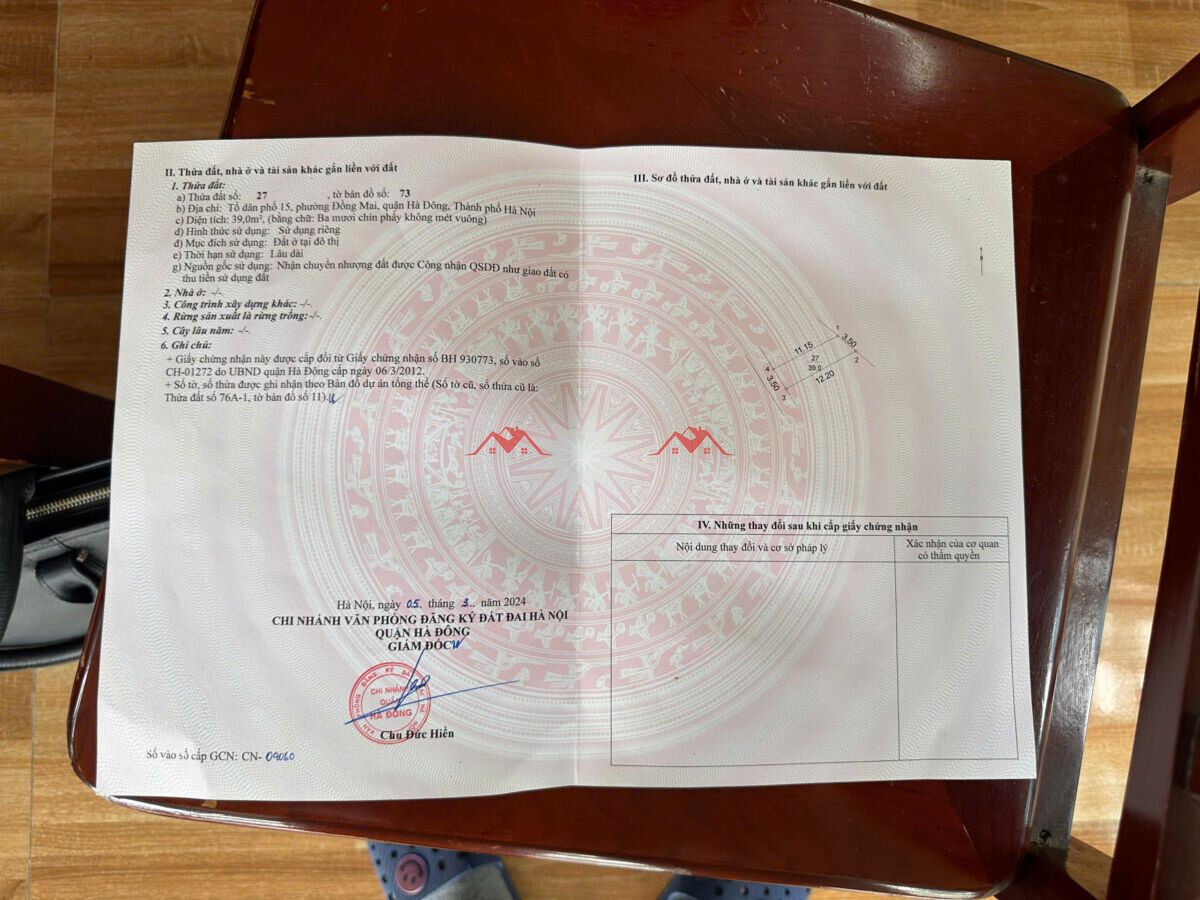 II. Thửa đất, nhà ở và tài sản khác gắn liền với đất
1. Thửa đất:
a) Thửa đất số: 27 , tờ bản đồ số: 73
b) Địa chỉ: Tổ dân phố 15, phường Đồng Mai, quận Hà Đông, Thành phố Hà Nội
c) Diện tích: 39,0m², (bằng chữ: Ba mươi chín phẩy không mét vuông)
d) Hình thức sử dụng: Sử dụng riêng
đ) Mục đích sử dụng: Đất ở tại đô thị
e) Thời hạn sử dụng: Lâu dài
g) Nguồn gốc sử dụng: Nhận chuyển nhượng đất được Công nhận QSDĐ như giao đất có
thu tiền sử dụng đất
2. Nhà ở: -/-.
3. Công trình xây dựng khác: -/-.
4. Rừng sản xuất là rừng trồng: -/-.
5. Cây lâu năm: -/-.
6. Ghi chú:
+ Giấy chứng nhận này được cấp đổi từ Giấy chứng nhận số BH 930773, số vào sổ
CH-01272 do UBND quận Hà Đông cấp ngày 06/3/2012.
+ Số tờ, số thửa được ghi nhận theo Bản đồ dự án tổng thể (Số tờ cũ, số thửa cũ là:
Thửa đất số 76A-1, tờ bản đồ số 11).
Hà Nội, ngày 05 tháng 3... năm 2024
CHI NHÁNH VĂN PHÒNG ĐĂNG KÝ ĐẤT ĐAI HÀ NỘI
QUẬN HÀ ĐÔNG
GIÁM ĐỐC
CHI NHÁNH
QUẬN
HÀ ĐÔNG
Chu Đức Hiền
Số vào sổ cấp GCN: CN- 04060
III. Sơ đồ thửa đất, nhà ở và tài sản khác gắn liền với đất
1
3.50
11.15
27
2
4
39,0
12.20
3.50
3
IV. Những thay đổi sau khi cấp giấy chứng nhận
Nội dung thay đổi và cơ sở pháp lý
Xác nhận của cơ quan
có thẩm quyền